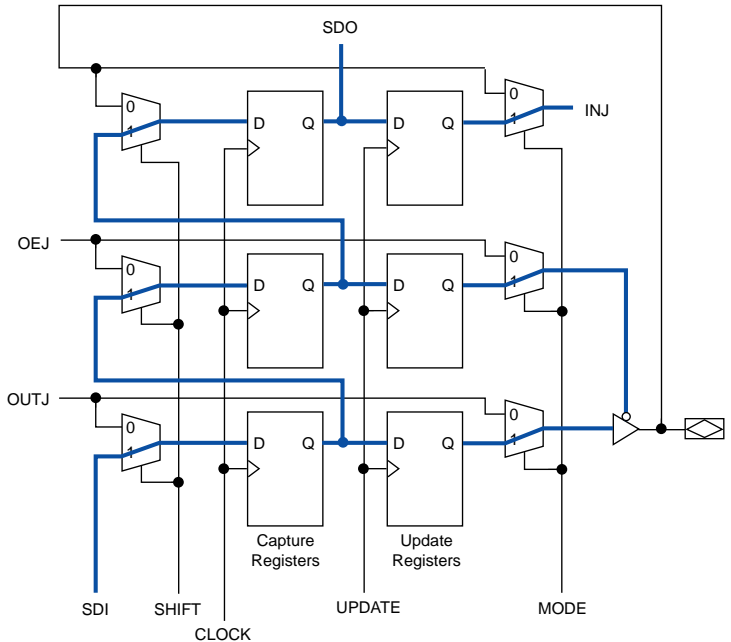 SDO
0
1
D Q
D Q
0
1
INJ
OEJ
0
1
D Q
D Q
0
1
OUTJ
0
1
D Q
D Q
0
1
Capture
Registers
Update
Registers
SDI
SHIFT
CLOCK
UPDATE
MODE